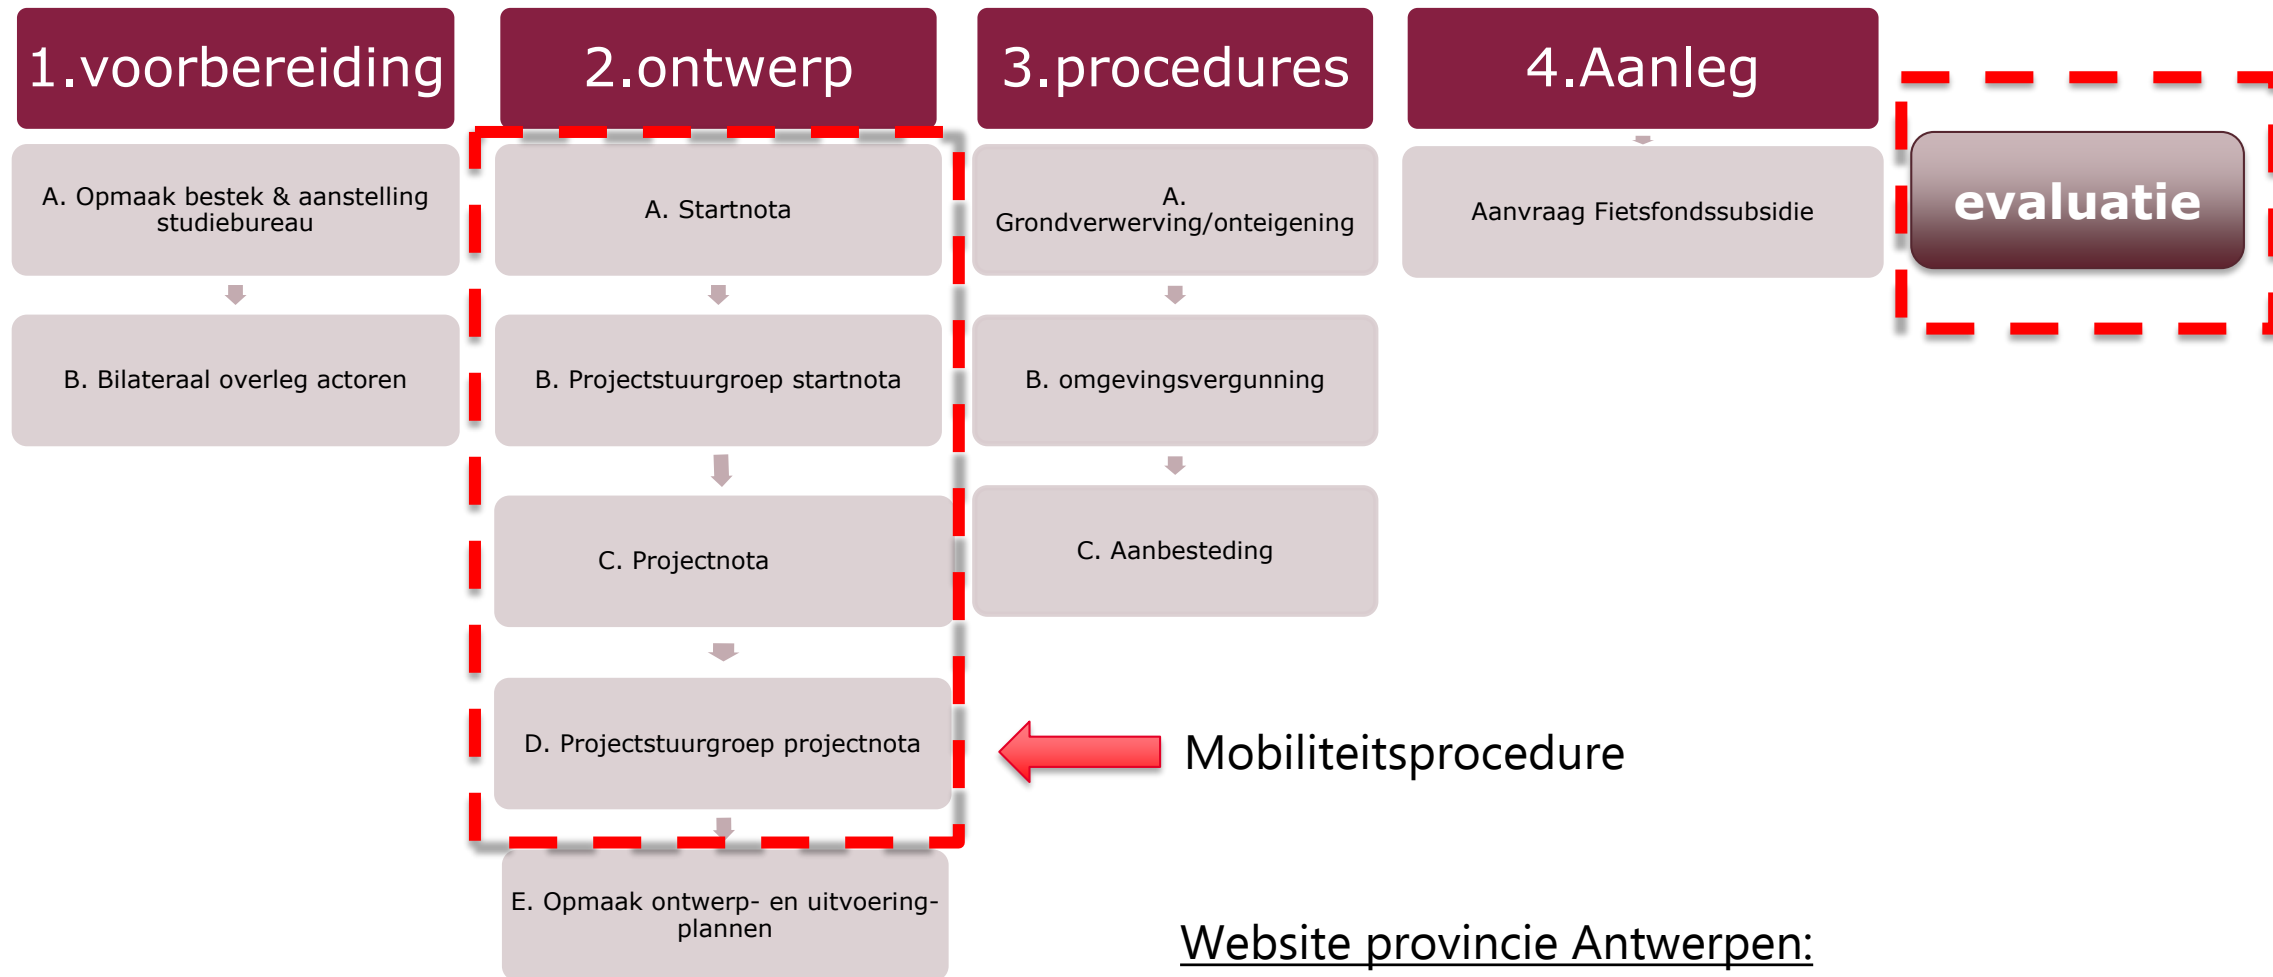 1.voorbereiding
A. Opmaak bestek & aanstelling
studiebureau
B. Bilateraal overleg actoren
2.ontwerp
A. Startnota
B. Projectstuurgroep startnota
C. Projectnota
D. Projectstuurgroep projectnota
E. Opmaak ontwerp- en uitvoering-
plannen
3.procedures
A.
Grondverwerving/onteigening
B. omgevingsvergunning
C. Aanbesteding
4.Aanleg
Aanvraag Fietsfondssubsidie
evaluatie
Mobiliteitsprocedure
Website provincie Antwerpen: